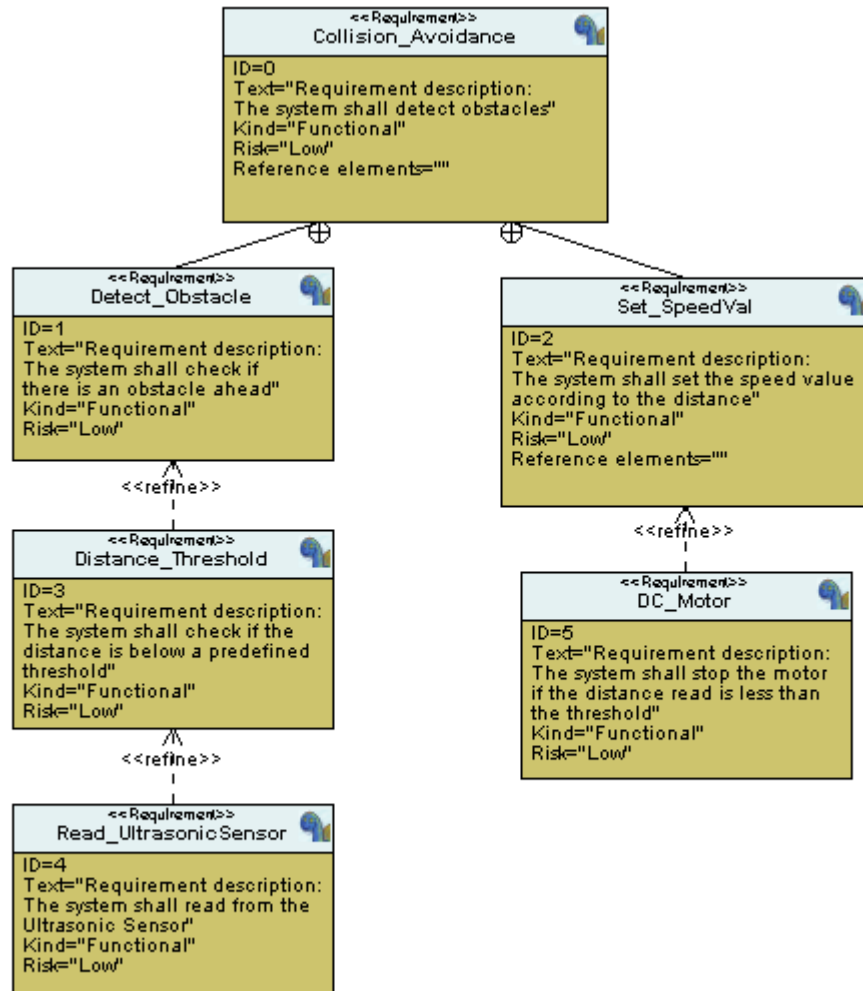 <<Requirement>>
Collision_Avoidance
ID=0
Text="Requirement description:
The system shall detect obstacles"
Kind="Functional"
Risk="Low"
Reference elements=""
<<Requirement>>
Detect_Obstacle
ID=1
Text="Requirement description:
The system shall check if
there is an obstacle ahead"
Kind="Functional"
Risk="Low"
<<refine>>
<<Requirement>>
Distance_Threshold
ID=3
Text="Requirement description:
The system shall check if the
distance is below a predefined
threshold"
Kind="Functional"
Risk="Low"
<<refine>>
<<Requirement>>
Read_UltrasonicSensor
ID=4
Text="Requirement description:
The system shall read from the
Ultrasonic Sensor"
Kind="Functional"
Risk="Low"
<<Requirement>>
Set_SpeedVal
ID=2
Text="Requirement description:
The system shall set the speed value
according to the distance"
Kind="Functional"
Risk="Low"
Reference elements=""
<<refine>>
<<Requirement>>
DC_Motor
ID=5
Text="Requirement description:
The system shall stop the motor
if the distance read is less than
the threshold"
Kind="Functional"
Risk="Low"